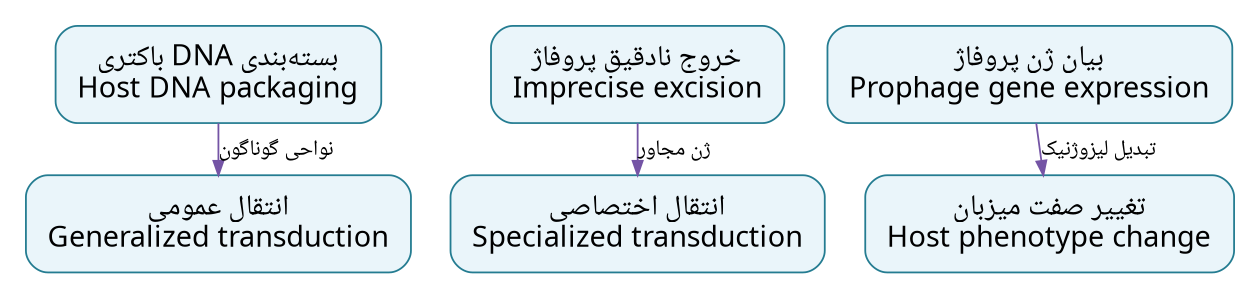 بسته‌بندی DNA باکتری
Host DNA packaging
خروج نادقیق پروفاژ
Imprecise excision
بیان ژن پروفاژ
Prophage gene expression
نواحی گوناگون
ژن مجاور
تبدیل لیزوژنیک
انتقال عمومی
Generalized transduction
انتقال اختصاصی
Specialized transduction
تغییر صفت میزبان
Host phenotype change